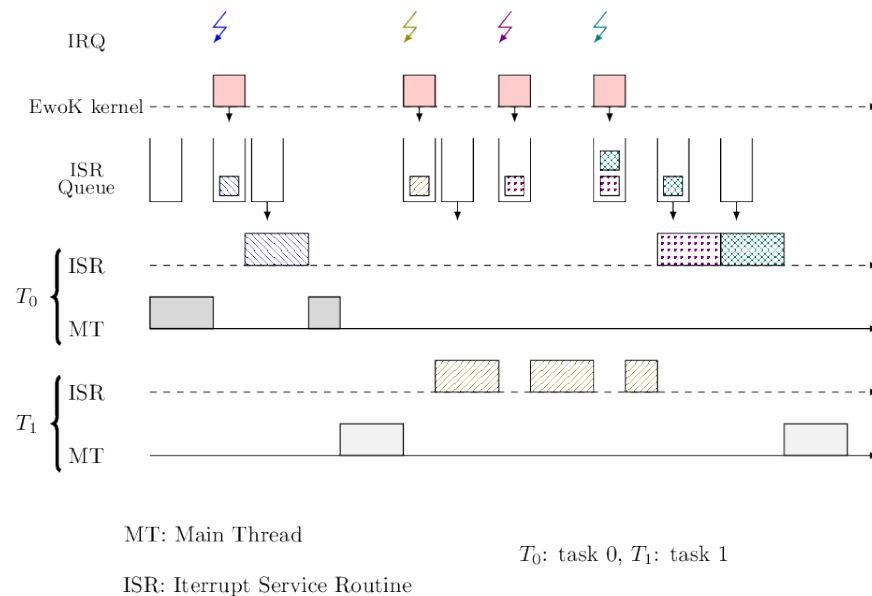 IRQ
EwoK kernel
ISR
Queue
ISR
T₀
MT
ISR
T₁
MT
MT: Main Thread
T₀: task 0, T₁: task 1
ISR: Iterrupt Service Routine